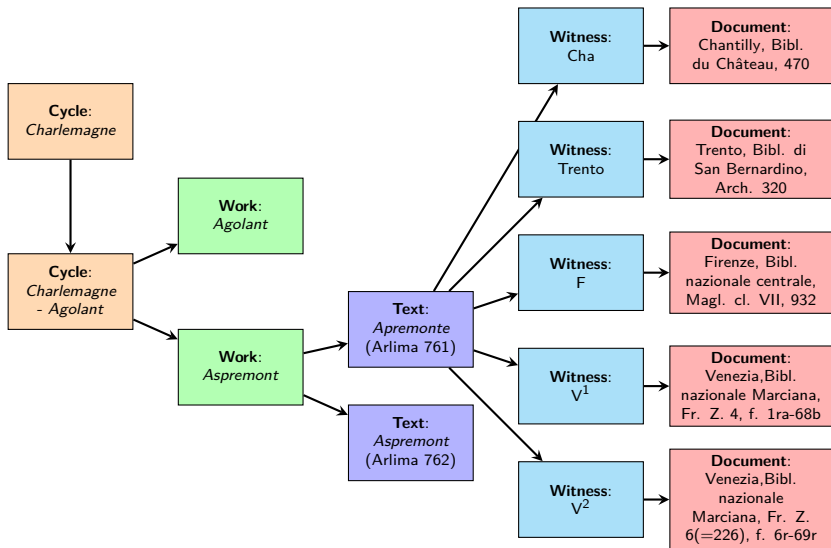 Cycle:
Charlemagne
Cycle:
Charlemagne
- Agolant
Work:
Agolant
Work:
Aspremont
Text:
Apremonte
(Arlima 761)
Text:
Aspremont
(Arlima 762)
Witness:
Cha
Witness:
Trento
Witness:
F
Witness:
V¹
Witness:
V²
Document:
Chantilly, Bibl.
du Château, 470
Document:
Trento, Bibl. di
San Bernardino,
Arch. 320
Document:
Firenze, Bibl.
nazionale centrale,
Magl. cl. VII, 932
Document:
Venezia,Bibl.
nazionale Marciana,
Fr. Z. 4, f. 1ra-68b
Document:
Venezia,Bibl.
nazionale
Marciana, Fr. Z.
6(=226), f. 6r-69r